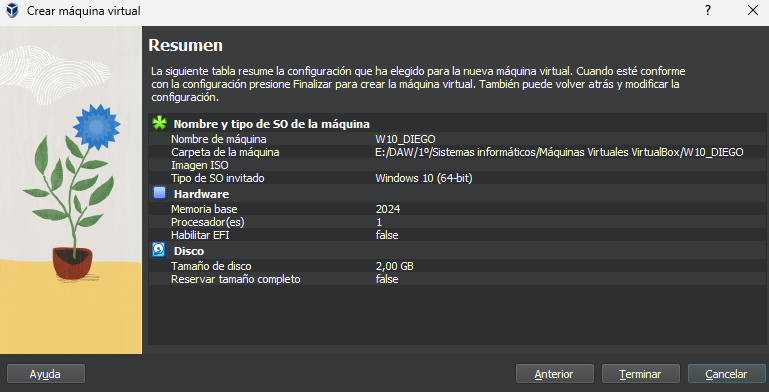 Crear máquina virtual
Resumen
La siguiente tabla resume la configuración que ha elegido para la nueva máquina virtual. Cuando esté conforme
con la configuración presione Finalizar para crear la máquina virtual. También puede volver atrás y modificar la
configuración.
Nombre y tipo de SO de la máquina
Nombre de máquina W10_DIEGO
Carpeta de la máquina E:/DAW/1º/Sistemas informáticos/Máquinas Virtuales VirtualBox/W10_DIEGO
Imagen ISO
Tipo de SO invitado Windows 10 (64-bit)
Hardware
Memoria base 2024
Procesador(es) 1
Habilitar EFI false
Disco
Tamaño de disco 2,00 GB
Reservar tamaño completo false
Ayuda Anterior Terminar Cancelar